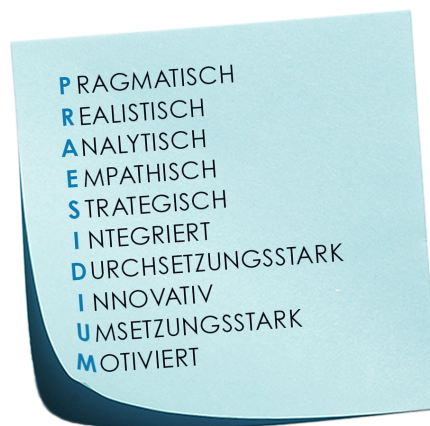 PRAGMATISCH
REALISTISCH
ANALYTISCH
EMPATHISCH
STRATEGISCH
INTEGRIERT
DURCHSETZUNGSSTARK
INNOVATIV
UMSETZUNGSSTARK
MOTIVIERT